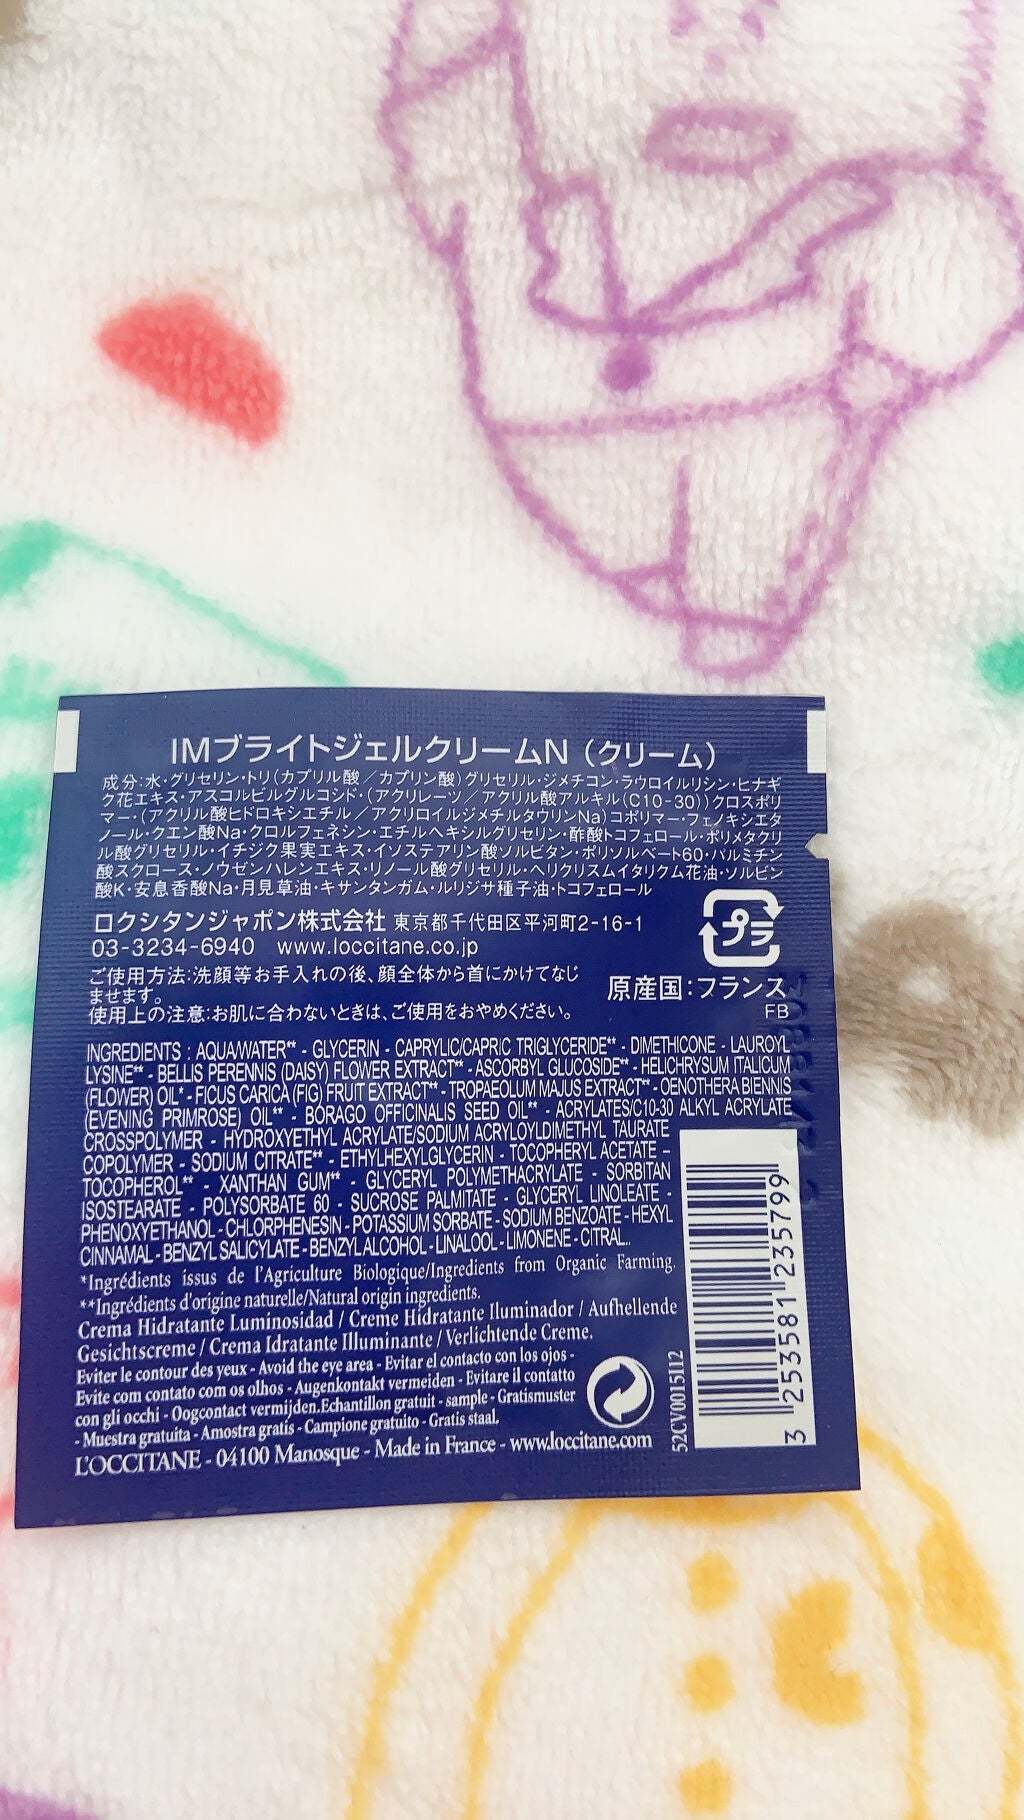 IMブライトジェルクリームN（クリーム）
成分:水・グリセリン・トリ(カプリル酸／カプリン酸)グリセリル・ジメチコン・ラウロイルリシン・ヒナギ
ク花エキス・アスコルビルグルコシド・(アクリレーツ／アクリル酸アルキル(C10-30))クロスポリ
マー・(アクリル酸ヒドロキシエチル／アクリロイルジメチルタウリンNa)コポリマー・フェノキシエタ
ノール・クエン酸Na・クロルフェネシン・エチルヘキシルグリセリン・酢酸トコフェロール・ポリメタクリ
ル酸グリセリル・イチジク果実エキス・イソステアリン酸ソルビタン・ポリソルベート60・パルミチン
酸スクロース・ノウゼンハレンエキス・リノール酸グリセリル・ヘリクリスムイタリクム花油・ソルビン
酸K・安息香酸Na・月見草油・キサンタンガム・ルリジサ種子油・トコフェロール
ロクシタンジャポン株式会社 東京都千代田区平河町2-16-1
03-3234-6940 www.loccitane.co.jp
プラ
ご使用方法:洗顔等お手入れの後、顔全体から首にかけてなじ
ませます。
原産国:フランス
使用上の注意:お肌に合わないときは、ご使用をおやめください。
FB
INGREDIENTS : AQUA/WATER** - GLYCERIN - CAPRYLIC/CAPRIC TRIGLYCERIDE** - DIMETHICONE - LAUROYL
LYSINE** - BELLIS PERENNIS (DAISY) FLOWER EXTRACT** - ASCORBYL GLUCOSIDE** - HELICHRYSUM ITALICUM
(FLOWER) OIL* - FICUS CARICA (FIG) FRUIT EXTRACT** - TROPAEOLUM MAJUS EXTRACT** - OENOTHERA BIENNIS
(EVENING PRIMROSE) OIL** - BORAGO OFFICINALIS SEED OIL** - ACRYLATES/C10-30 ALKYL ACRYLATE
CROSSPOLYMER - HYDROXYETHYL ACRYLATE/SODIUM ACRYLOYLDIMETHYL TAURATE
COPOLYMER - SODIUM CITRATE** - ETHYLHEXYLGLYCERIN - TOCOPHERYL ACETATE –
TOCOPHEROL** - XANTHAN GUM** - GLYCERYL POLYMETHACRYLATE - SORBITAN
ISOSTEARATE - POLYSORBATE 60 - SUCROSE PALMITATE - GLYCERYL LINOLEATE -
PHENOXYETHANOL - CHLORPHENESIN - POTASSIUM SORBATE - SODIUM BENZOATE - HEXYL
CINNAMAL - BENZYL SALICYLATE - BENZYL ALCOHOL - LINALOOL - LIMONENE - CITRAL..
*Ingrédients issus de l'Agriculture Biologique/Ingredients from Organic Farming.
**Ingrédients d'origine naturelle/Natural origin ingredients.
Crema Hidratante Luminosidad / Creme Hidratante Iluminador / Aufhellende
Gesichtscreme / Crema Idratante Illuminante / Verlichtende Creme.
Eviter le contour des yeux - Avoid the eye area - Evitar el contacto con los ojos -
Evite com contato com os olhos - Augenkontakt vermeiden - Evitare il contatto
con gli occhi - Oogcontact vermijden.Echantillon gratuit - sample - Gratismuster
- Muestra gratuita - Amostra gratis - Campione gratuito - Gratis staal.
L'OCCITANE - 04100 Manosque - Made in France - www.loccitane.com
52CV0015I12
3 253581 235799